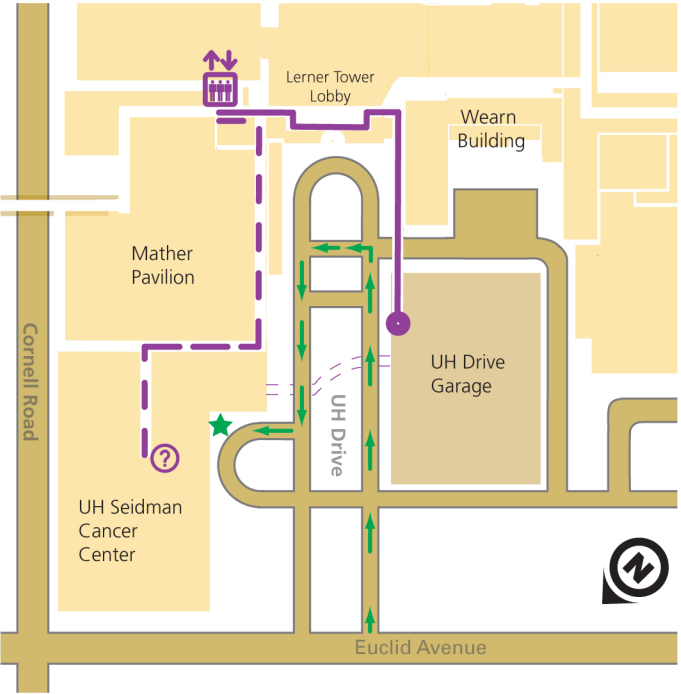 Lerner Tower
Lobby
Wearn
Building
Mather
Pavilion
Cornell Road
UH Drive
Garage
UH Drive
?
UH Seidman
Cancer
Center
N
Euclid Avenue